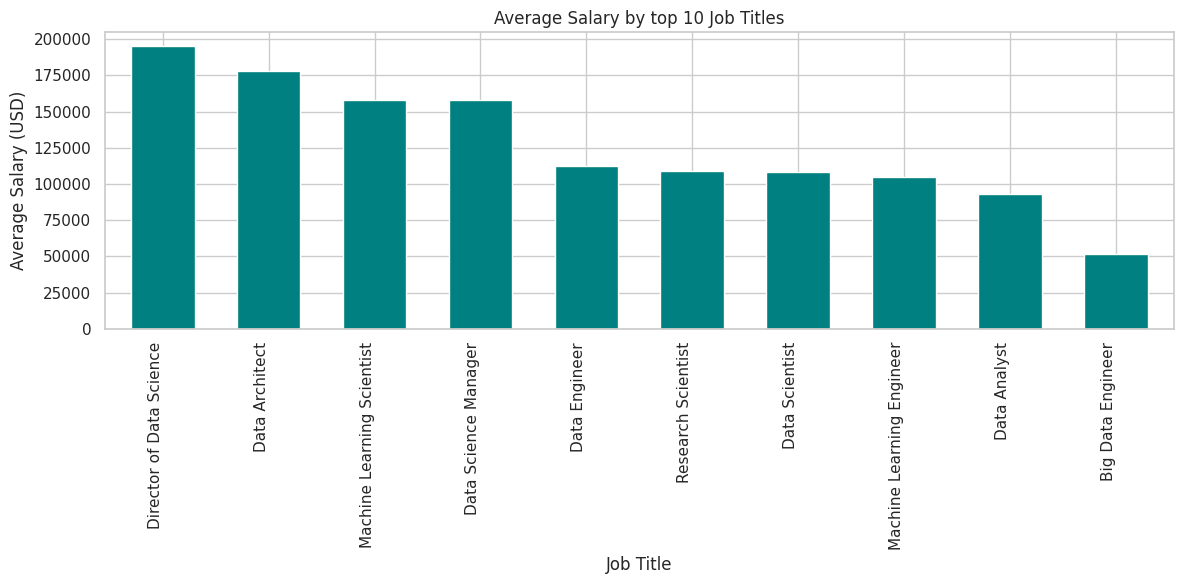 Average Salary by top 10 Job Titles
Average Salary (USD)
200000
175000
150000
125000
100000
75000
50000
25000
0
Director of Data Science
Data Architect
Machine Learning Scientist
Data Science Manager
Data Engineer
Research Scientist
Data Scientist
Machine Learning Engineer
Data Analyst
Big Data Engineer
Job Title